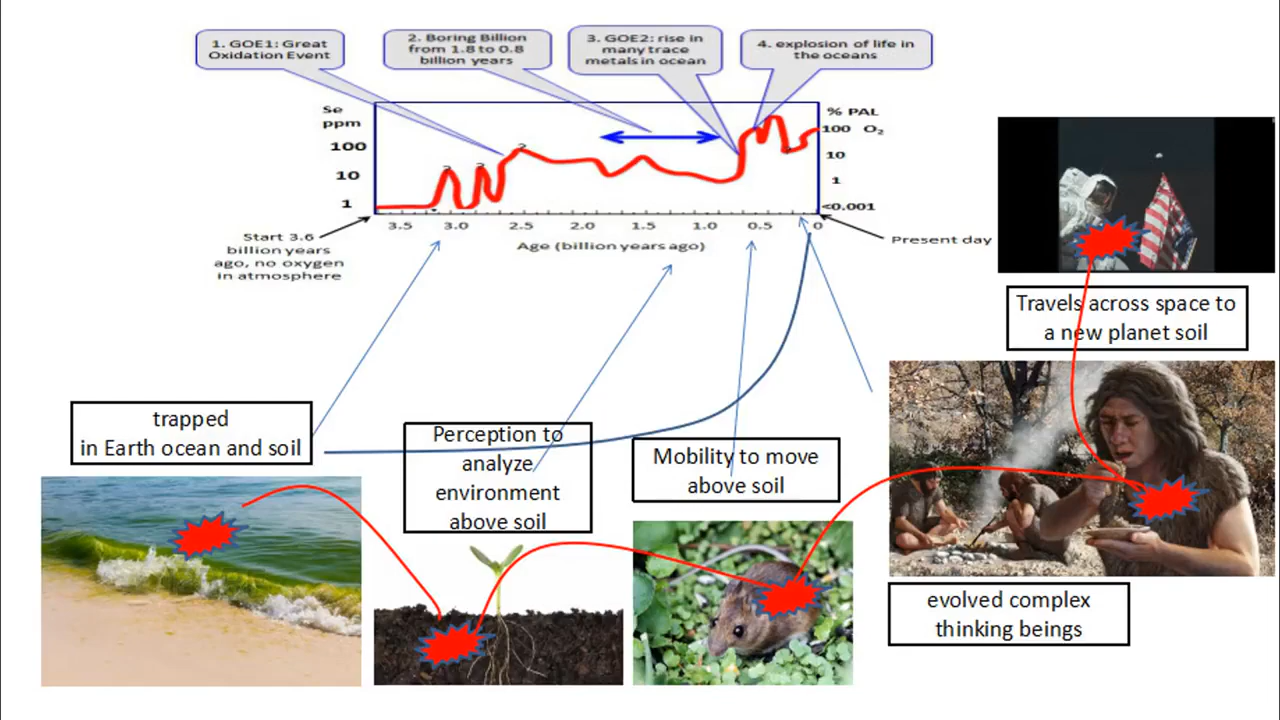 1. GOE1: Great
Oxidation Event
2. Boring Billion
from 1.8 to 0.8
billion years
3. GOE2: rise in
many trace
metals in ocean
4. explosion of life in
the oceans
Se
ppm
100
10
1
% PAL
100 O₂
10
1
<0.001
?
?
?
?
3.5 3.0 2.5 2.0 1.5 1.0 0.5 0
Age (billion years ago)
Start 3.6
billion years
ago, no oxygen
in atmosphere
Present day
Travels across space to
a new planet soil
trapped
in Earth ocean and soil
Perception to
analyze
environment
above soil
Mobility to move
above soil
evolved complex
thinking beings